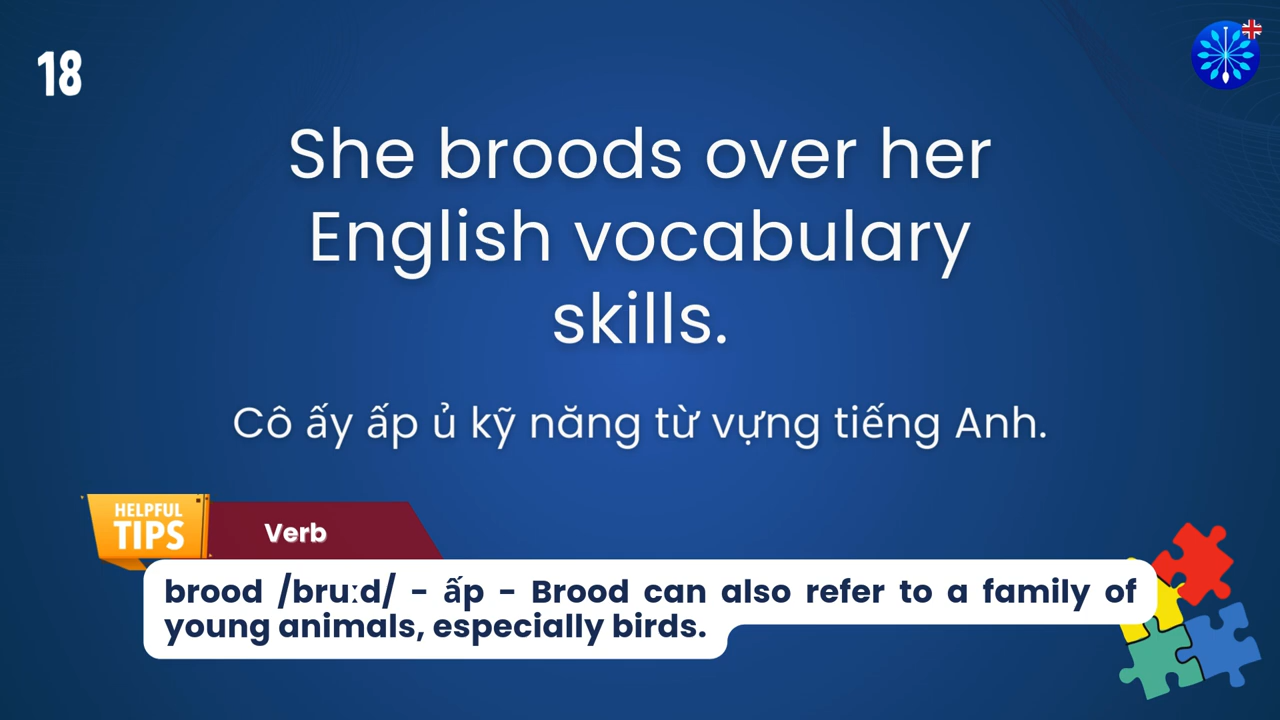 18
She broods over her
English vocabulary
skills.
Cô ấy ấp ủ kỹ năng từ vựng tiếng Anh.
HELPFUL
TIPS
Verb
brood /bruːd/ - ấp - Brood can also refer to a family of
young animals, especially birds.